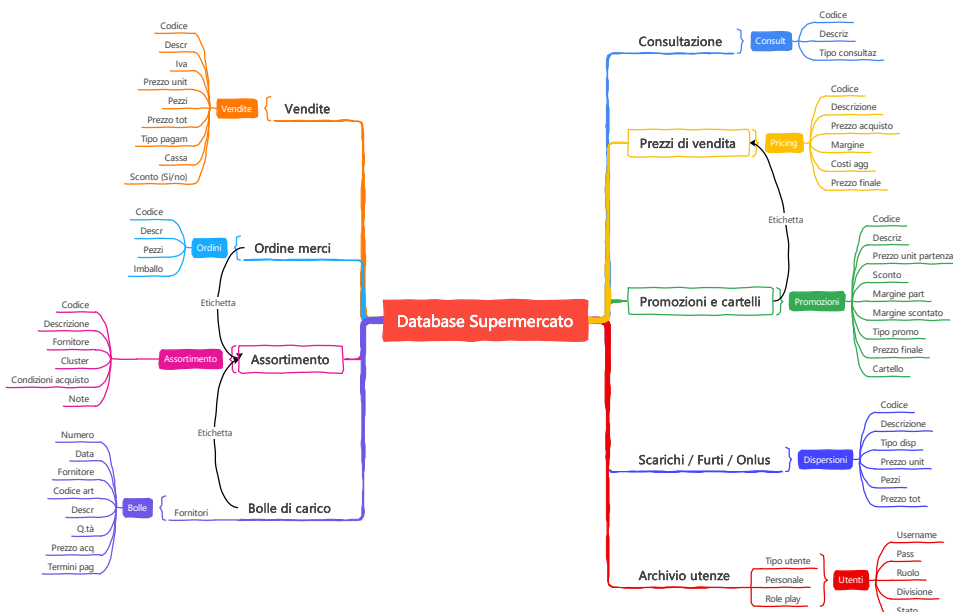 Database Supermercato
Vendite
Vendite
Codice
Descr
Iva
Prezzo unit
Pezzi
Prezzo tot
Tipo pagam
Cassa
Sconto (Sì/no)
Ordine merci
Ordini
Codice
Descr
Pezzi
Imballo
Etichetta
Assortimento
Assortimento
Codice
Descrizione
Fornitore
Cluster
Condizioni acquisto
Note
Etichetta
Bolle di carico
Fornitori
Bolle
Numero
Data
Fornitore
Codice art
Descr
Q.tà
Prezzo acq
Termini pag
Consultazione
Consult
Codice
Descriz
Tipo consultaz
Prezzi di vendita
Pricing
Codice
Descrizione
Prezzo acquisto
Margine
Costi agg
Prezzo finale
Etichetta
Promozioni e cartelli
Promozioni
Codice
Descriz
Prezzo unit partenza
Sconto
Margine part
Margine scontato
Tipo promo
Prezzo finale
Cartello
Scarichi / Furti / Onlus
Dispersioni
Codice
Descrizione
Tipo disp
Prezzo unit
Pezzi
Prezzo tot
Archivio utenze
Tipo utente
Personale
Role play
Utenti
Username
Pass
Ruolo
Divisione
Stato